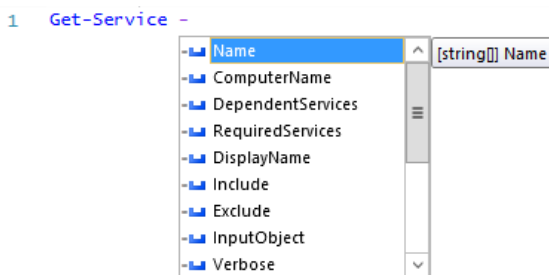 1 Get-Service -
Name [string[]] Name
ComputerName
DependentServices
RequiredServices
DisplayName
Include
Exclude
InputObject
Verbose